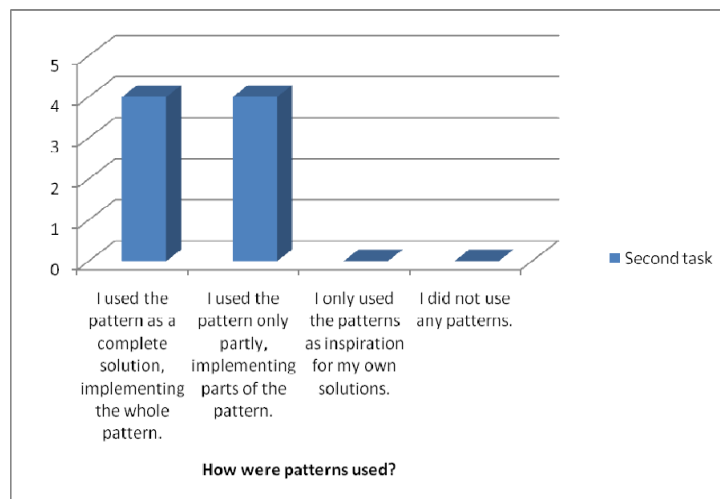 5
4
3
2
1
0
I used the
pattern as a
complete
solution,
implementing
the whole
pattern.
I used the
pattern only
partly,
implementing
parts of the
pattern.
I only used
the patterns
as inspiration
for my own
solutions.
I did not use
any patterns.
Second task
How were patterns used?